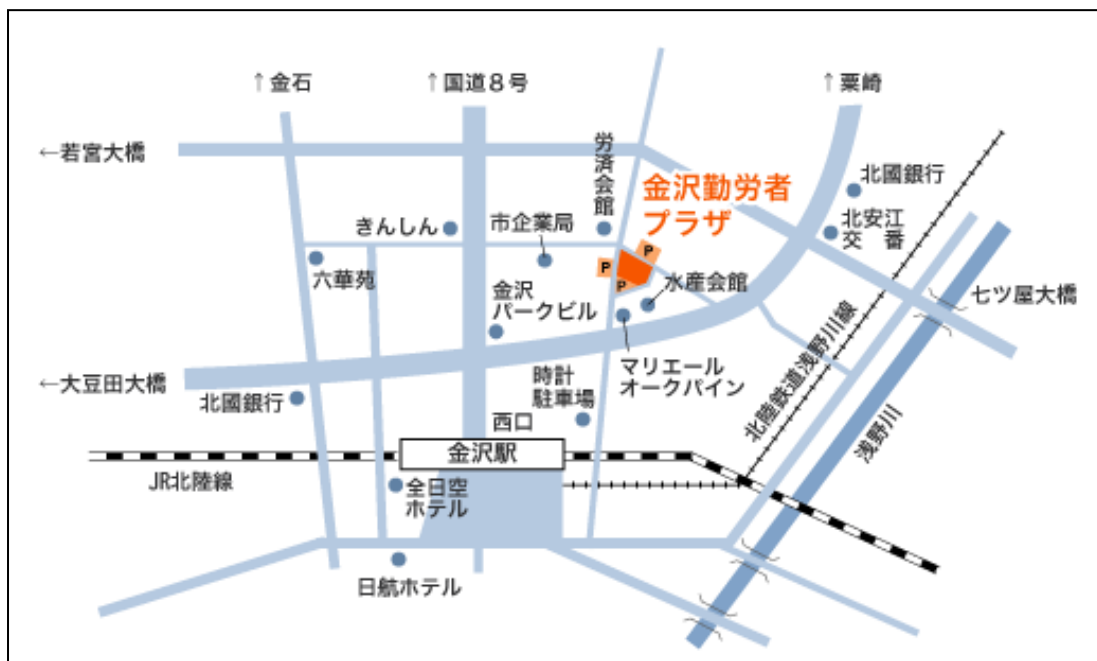 ↑金石
↑国道8号
↑粟崎
←若宮大橋
労済会館
金沢勤労者
プラザ
北國銀行
きんしん
市企業局
北安江
交番
六華苑
P
P
P
水産会館
金沢
パークビル
七ツ屋大橋
←大豆田大橋
マリエール
オークパイン
北陸鉄道浅野川線
北國銀行
時計
駐車場
西口
浅野川
金沢駅
JR北陸線
全日空
ホテル
日航ホテル